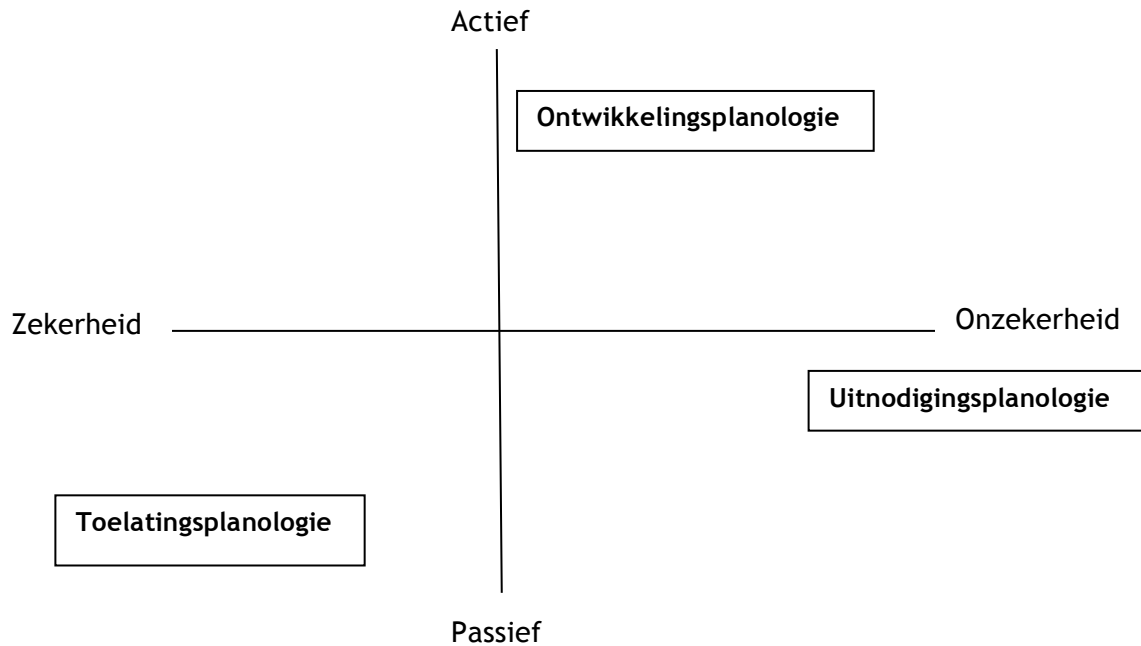 Actief
Ontwikkelingsplanologie
Zekerheid
Onzekerheid
Uitnodigingsplanologie
Toelatingsplanologie
Passief